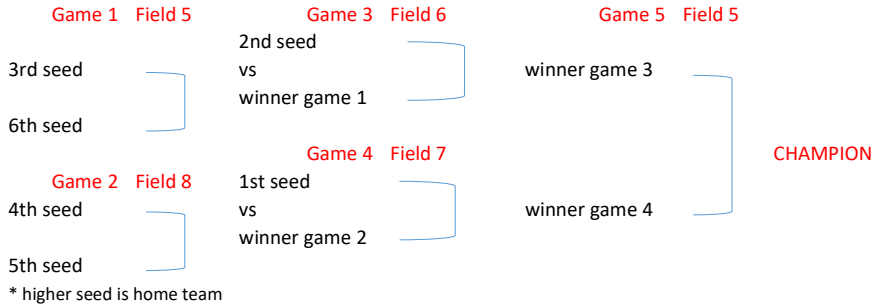 Game 1 Field 5
3rd seed
6th seed
Game 2 Field 8
4th seed
5th seed
* higher seed is home team
Game 3 Field 6
2nd seed
vs
winner game 1
Game 4 Field 7
1st seed
vs
winner game 2
Game 5 Field 5
winner game 3
winner game 4
CHAMPION